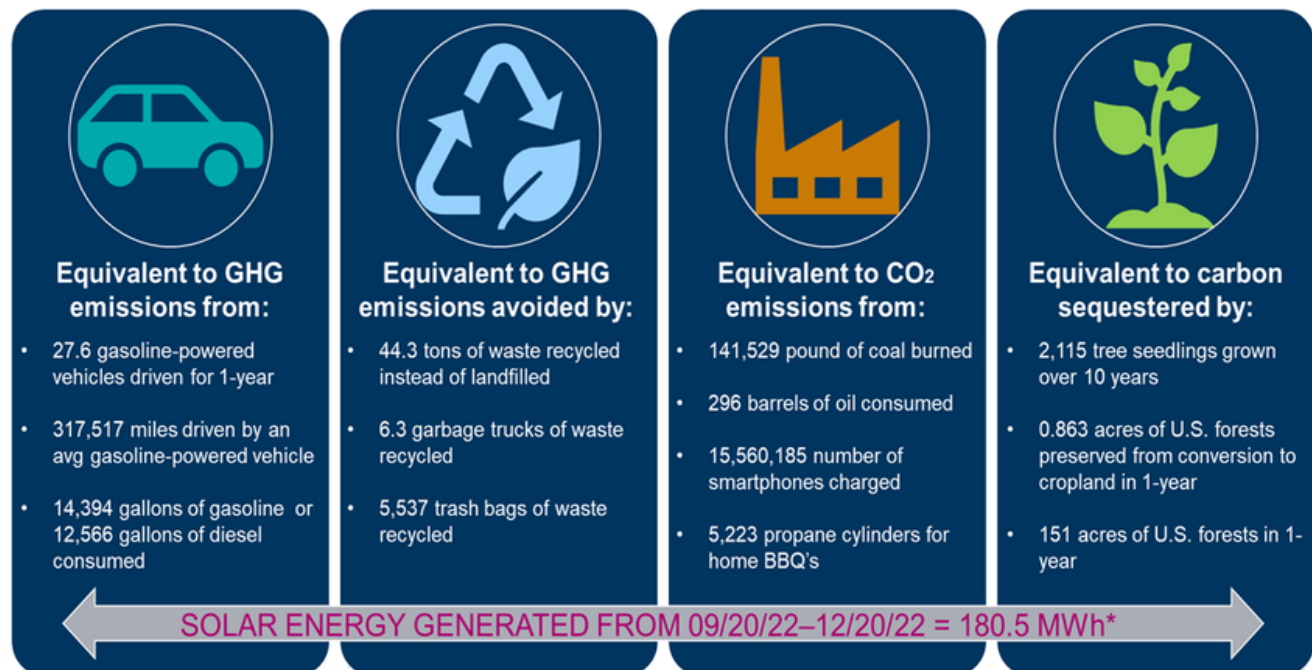 Equivalent to GHG
emissions from:
• 27.6 gasoline-powered
vehicles driven for 1-year
• 317,517 miles driven by an
avg gasoline-powered vehicle
• 14,394 gallons of gasoline or
12,566 gallons of diesel
consumed
Equivalent to GHG
emissions avoided by:
• 44.3 tons of waste recycled
instead of landfilled
• 6.3 garbage trucks of waste
recycled
• 5,537 trash bags of waste
recycled
Equivalent to CO₂
emissions from:
• 141,529 pound of coal burned
• 296 barrels of oil consumed
• 15,560,185 number of
smartphones charged
• 5,223 propane cylinders for
home BBQ's
Equivalent to carbon
sequestered by:
• 2,115 tree seedlings grown
over 10 years
• 0.863 acres of U.S. forests
preserved from conversion to
cropland in 1-year
• 151 acres of U.S. forests in 1-
year
SOLAR ENERGY GENERATED FROM 09/20/22–12/20/22 = 180.5 MWh*